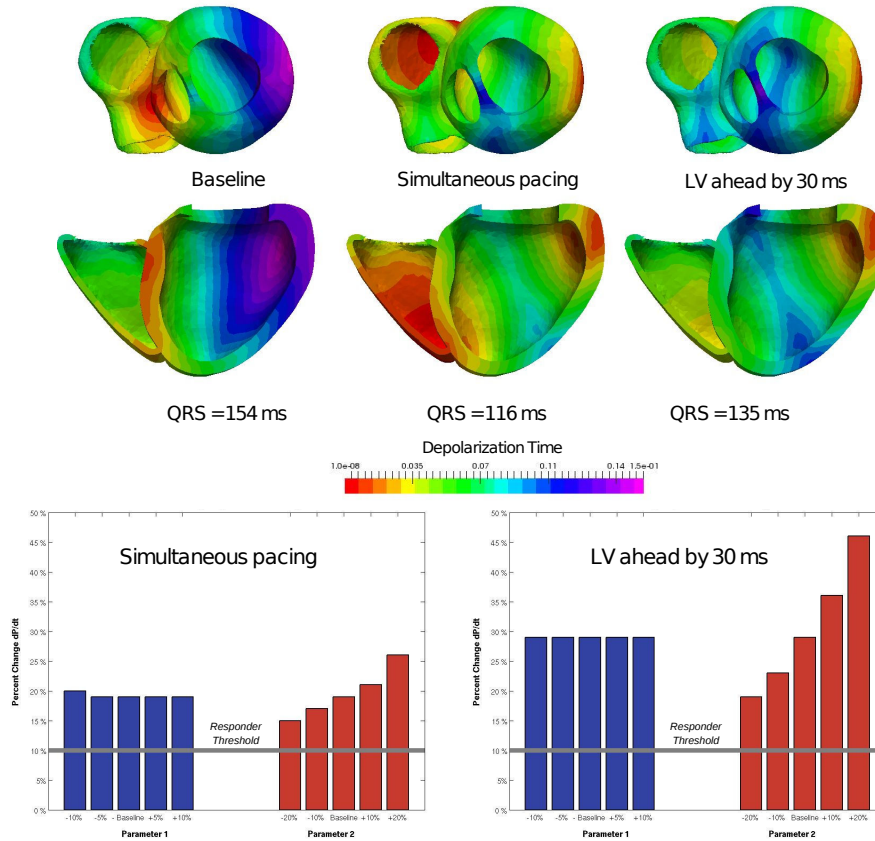 Baseline
Simultaneous pacing
LV ahead by 30 ms
QRS = 154 ms
QRS = 116 ms
QRS = 135 ms
Depolarization Time
1.0e-08 0.035 0.07 0.11 0.14 1.5e-01
50 %
45%
40%
35%
30%
25%
20%
15%
10%
5%
0 %
Percent Change dP/dt
Simultaneous pacing
Responder
Threshold
-10% -5% - Baseline +5% +10%
Parameter 1
-20% -10% Baseline +10% +20%
Parameter 2
50 %
45%
40%
35%
30%
25%
20%
15%
10%
5%
0 %
Percent Change dP/dt
LV ahead by 30 ms
Responder
Threshold
-10% -5% - Baseline +5% +10%
Parameter 1
-20% -10% Baseline +10% +20%
Parameter 2